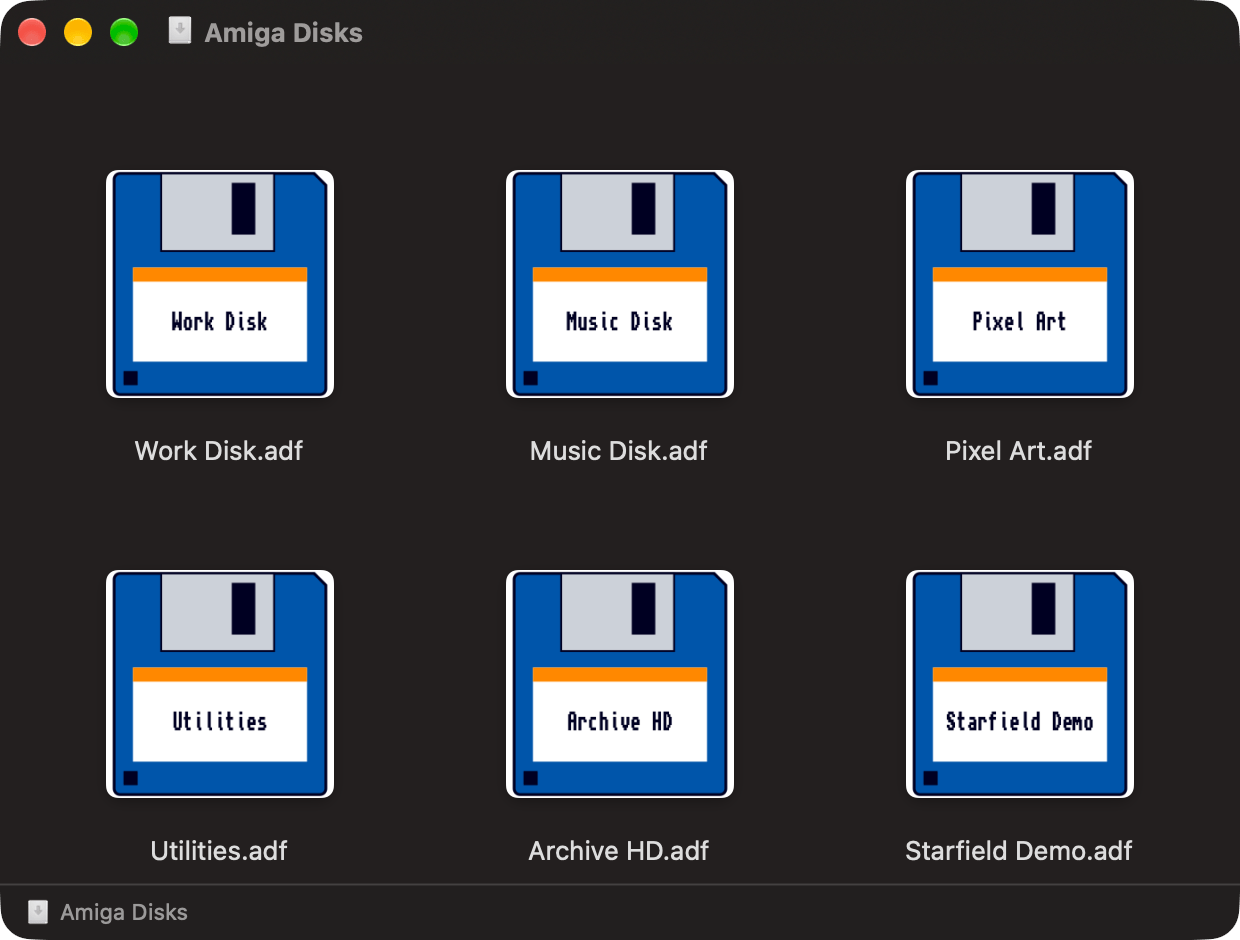 Amiga Disks
Work Disk
Music Disk
Pixel Art
Work Disk.adf
Music Disk.adf
Pixel Art.adf
Utilities
Archive HD
Starfield Demo
Utilities.adf
Archive HD.adf
Starfield Demo.adf
Amiga Disks